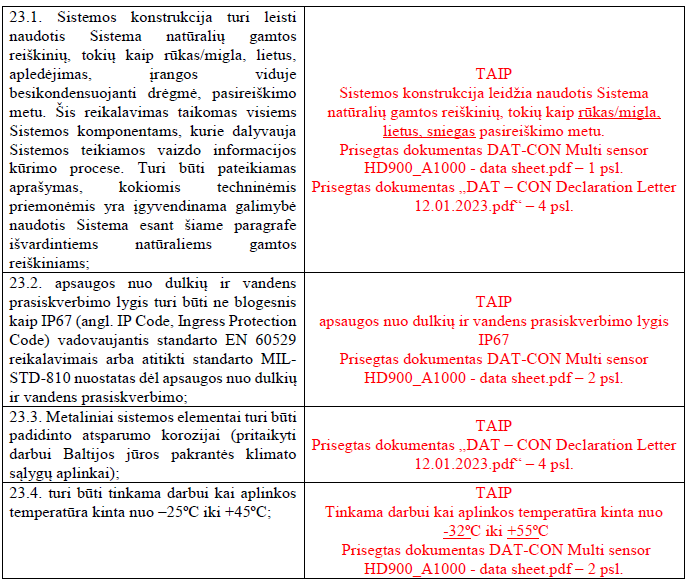 23.1. Sistemos konstrukcija turi leisti
naudotis Sistema natūralių gamtos
reiškinių, tokių kaip rūkas/migla, lietus,
apledėjimas, įrangos viduje
besikondensuojanti drėgmė, pasireiškimo
metu. Šis reikalavimas taikomas visiems
Sistemos komponentams, kurie dalyvauja
Sistemos teikiamos vaizdo informacijos
kūrimo procese. Turi būti pateikiamas
aprašymas, kokiomis techninėmis
priemonėmis yra įgyvendinama galimybė
naudotis Sistema esant šiame paragrafe
išvardintiems natūraliems gamtos
reiškiniams;
TAIP
Sistemos konstrukcija leidžia naudotis Sistema
natūralių gamtos reiškinių, tokių kaip rūkas/migla,
lietus, sniegas pasireiškimo metu.
Prisegtas dokumentas DAT-CON Multi sensor
HD900_A1000 - data sheet.pdf – 1 psl.
Prisegtas dokumentas „DAT – CON Declaration Letter
12.01.2023.pdf“ – 4 psl.
23.2. apsaugos nuo dulkių ir vandens
prasiskverbimo lygis turi būti ne blogesnis
kaip IP67 (angl. IP Code, Ingress Protection
Code) vadovaujantis standarto EN 60529
reikalavimais arba atitikti standarto MIL-
STD-810 nuostatas dėl apsaugos nuo dulkių
ir vandens prasiskverbimo;
TAIP
apsaugos nuo dulkių ir vandens prasiskverbimo lygis
IP67
Prisegtas dokumentas DAT-CON Multi sensor
HD900_A1000 - data sheet.pdf – 2 psl.
23.3. Metaliniai sistemos elementai turi būti
padidinto atsparumo korozijai (pritaikyti
darbui Baltijos jūros pakrantės klimato
sąlygų aplinkai);
TAIP
Prisegtas dokumentas „DAT – CON Declaration Letter
12.01.2023.pdf“ – 4 psl.
23.4. turi būti tinkama darbui kai aplinkos
temperatūra kinta nuo –25ºC iki +45ºC;
TAIP
Tinkama darbui kai aplinkos temperatūra kinta nuo
-32ºC iki +55ºC
Prisegtas dokumentas DAT-CON Multi sensor
HD900_A1000 - data sheet.pdf – 2 psl.